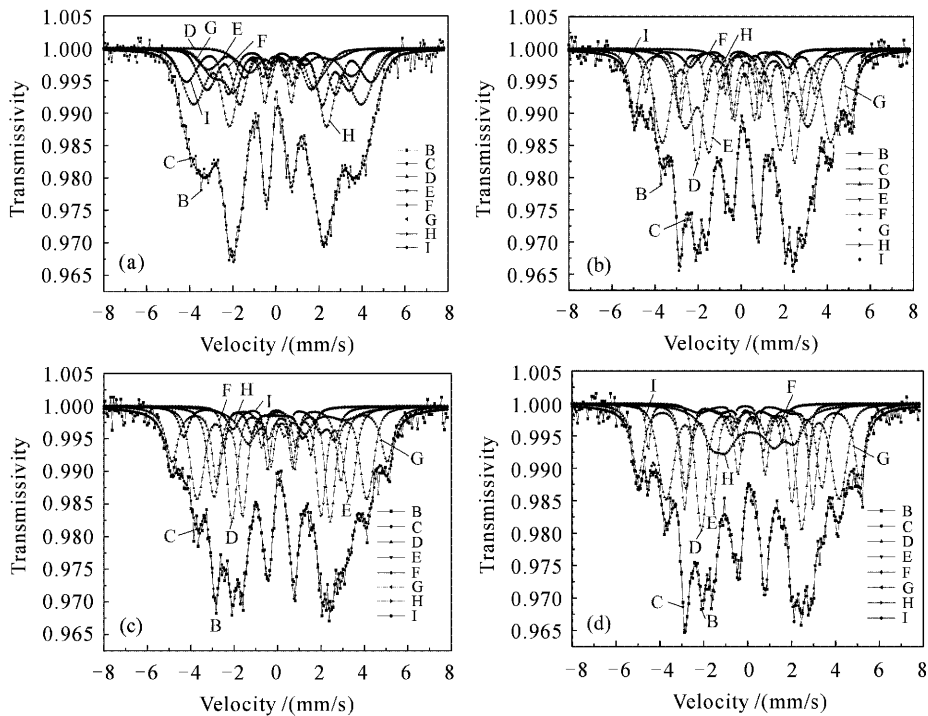 1.005
1.000
0.995
0.990
0.985
0.980
0.975
0.970
0.965
Transmissivity
D
G
E
F
I
H
C
B
B
C
D
E
F
G
H
I
(a)
−8 −6 −4 −2 0 2 4 6 8
Velocity /(mm/s)
1.005
1.000
0.995
0.990
0.985
0.980
0.975
0.970
0.965
Transmissivity
I
F
H
G
E
D
B
C
B
C
D
E
F
G
H
I
(b)
−8 −6 −4 −2 0 2 4 6 8
Velocity /(mm/s)
1.005
1.000
0.995
0.990
0.985
0.980
0.975
0.970
0.965
Transmissivity
F
H
I
G
E
C
D
B
B
C
D
E
F
G
H
I
(c)
−8 −6 −4 −2 0 2 4 6 8
Velocity /(mm/s)
1.005
1.000
0.995
0.990
0.985
0.980
0.975
0.970
0.965
Transmissivity
I
F
G
H
E
D
C
B
B
C
D
E
F
G
H
I
(d)
−8 −6 −4 −2 0 2 4 6 8
Velocity /(mm/s)